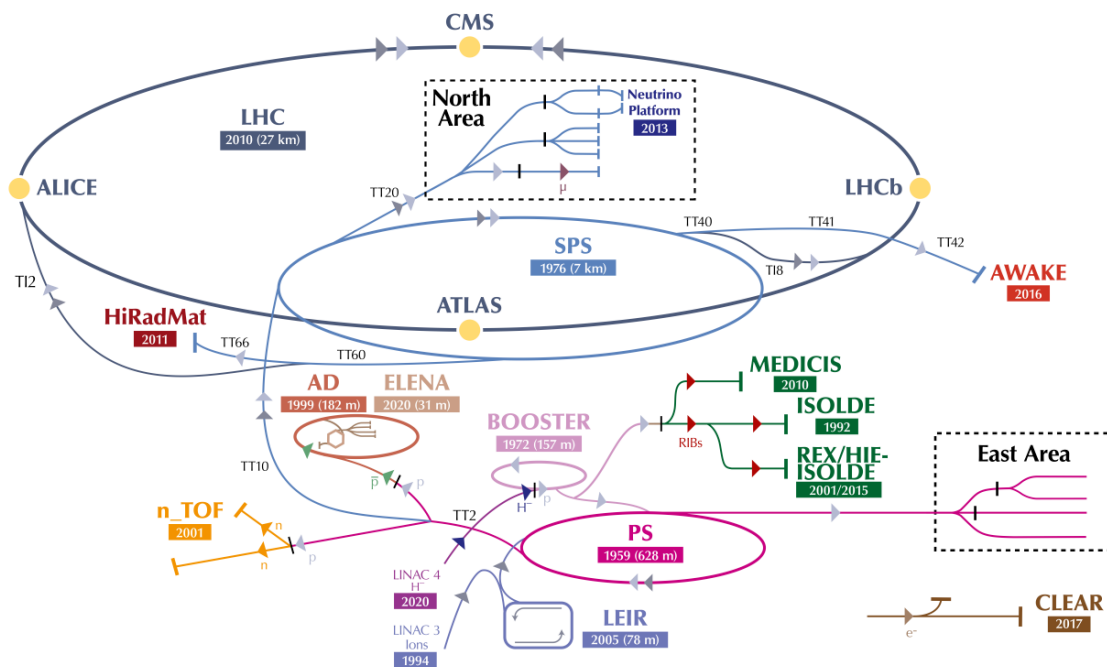 CMS
North
Area
Neutrino
Platform
2013
LHC
2010 (27 km)
ALICE
LHCb
TT20
μ
TT40
TT41
TT42
SPS
1976 (7 km)
TI8
TI2
AWAKE
2016
ATLAS
HiRadMat
2011
TT66
TT60
AD
1999 (182 m)
ELENA
2020 (31 m)
MEDICIS
2010
BOOSTER
1972 (157 m)
ISOLDE
1992
RIBs
REX/HIE-
ISOLDE
2001/2015
East Area
TT10
p̅
p
H⁻
p
TT2
n_TOF
2001
n
n
p
PS
1959 (628 m)
LINAC 4
H⁻
2020
LINAC 3
Ions
1994
LEIR
2005 (78 m)
e⁻
CLEAR
2017